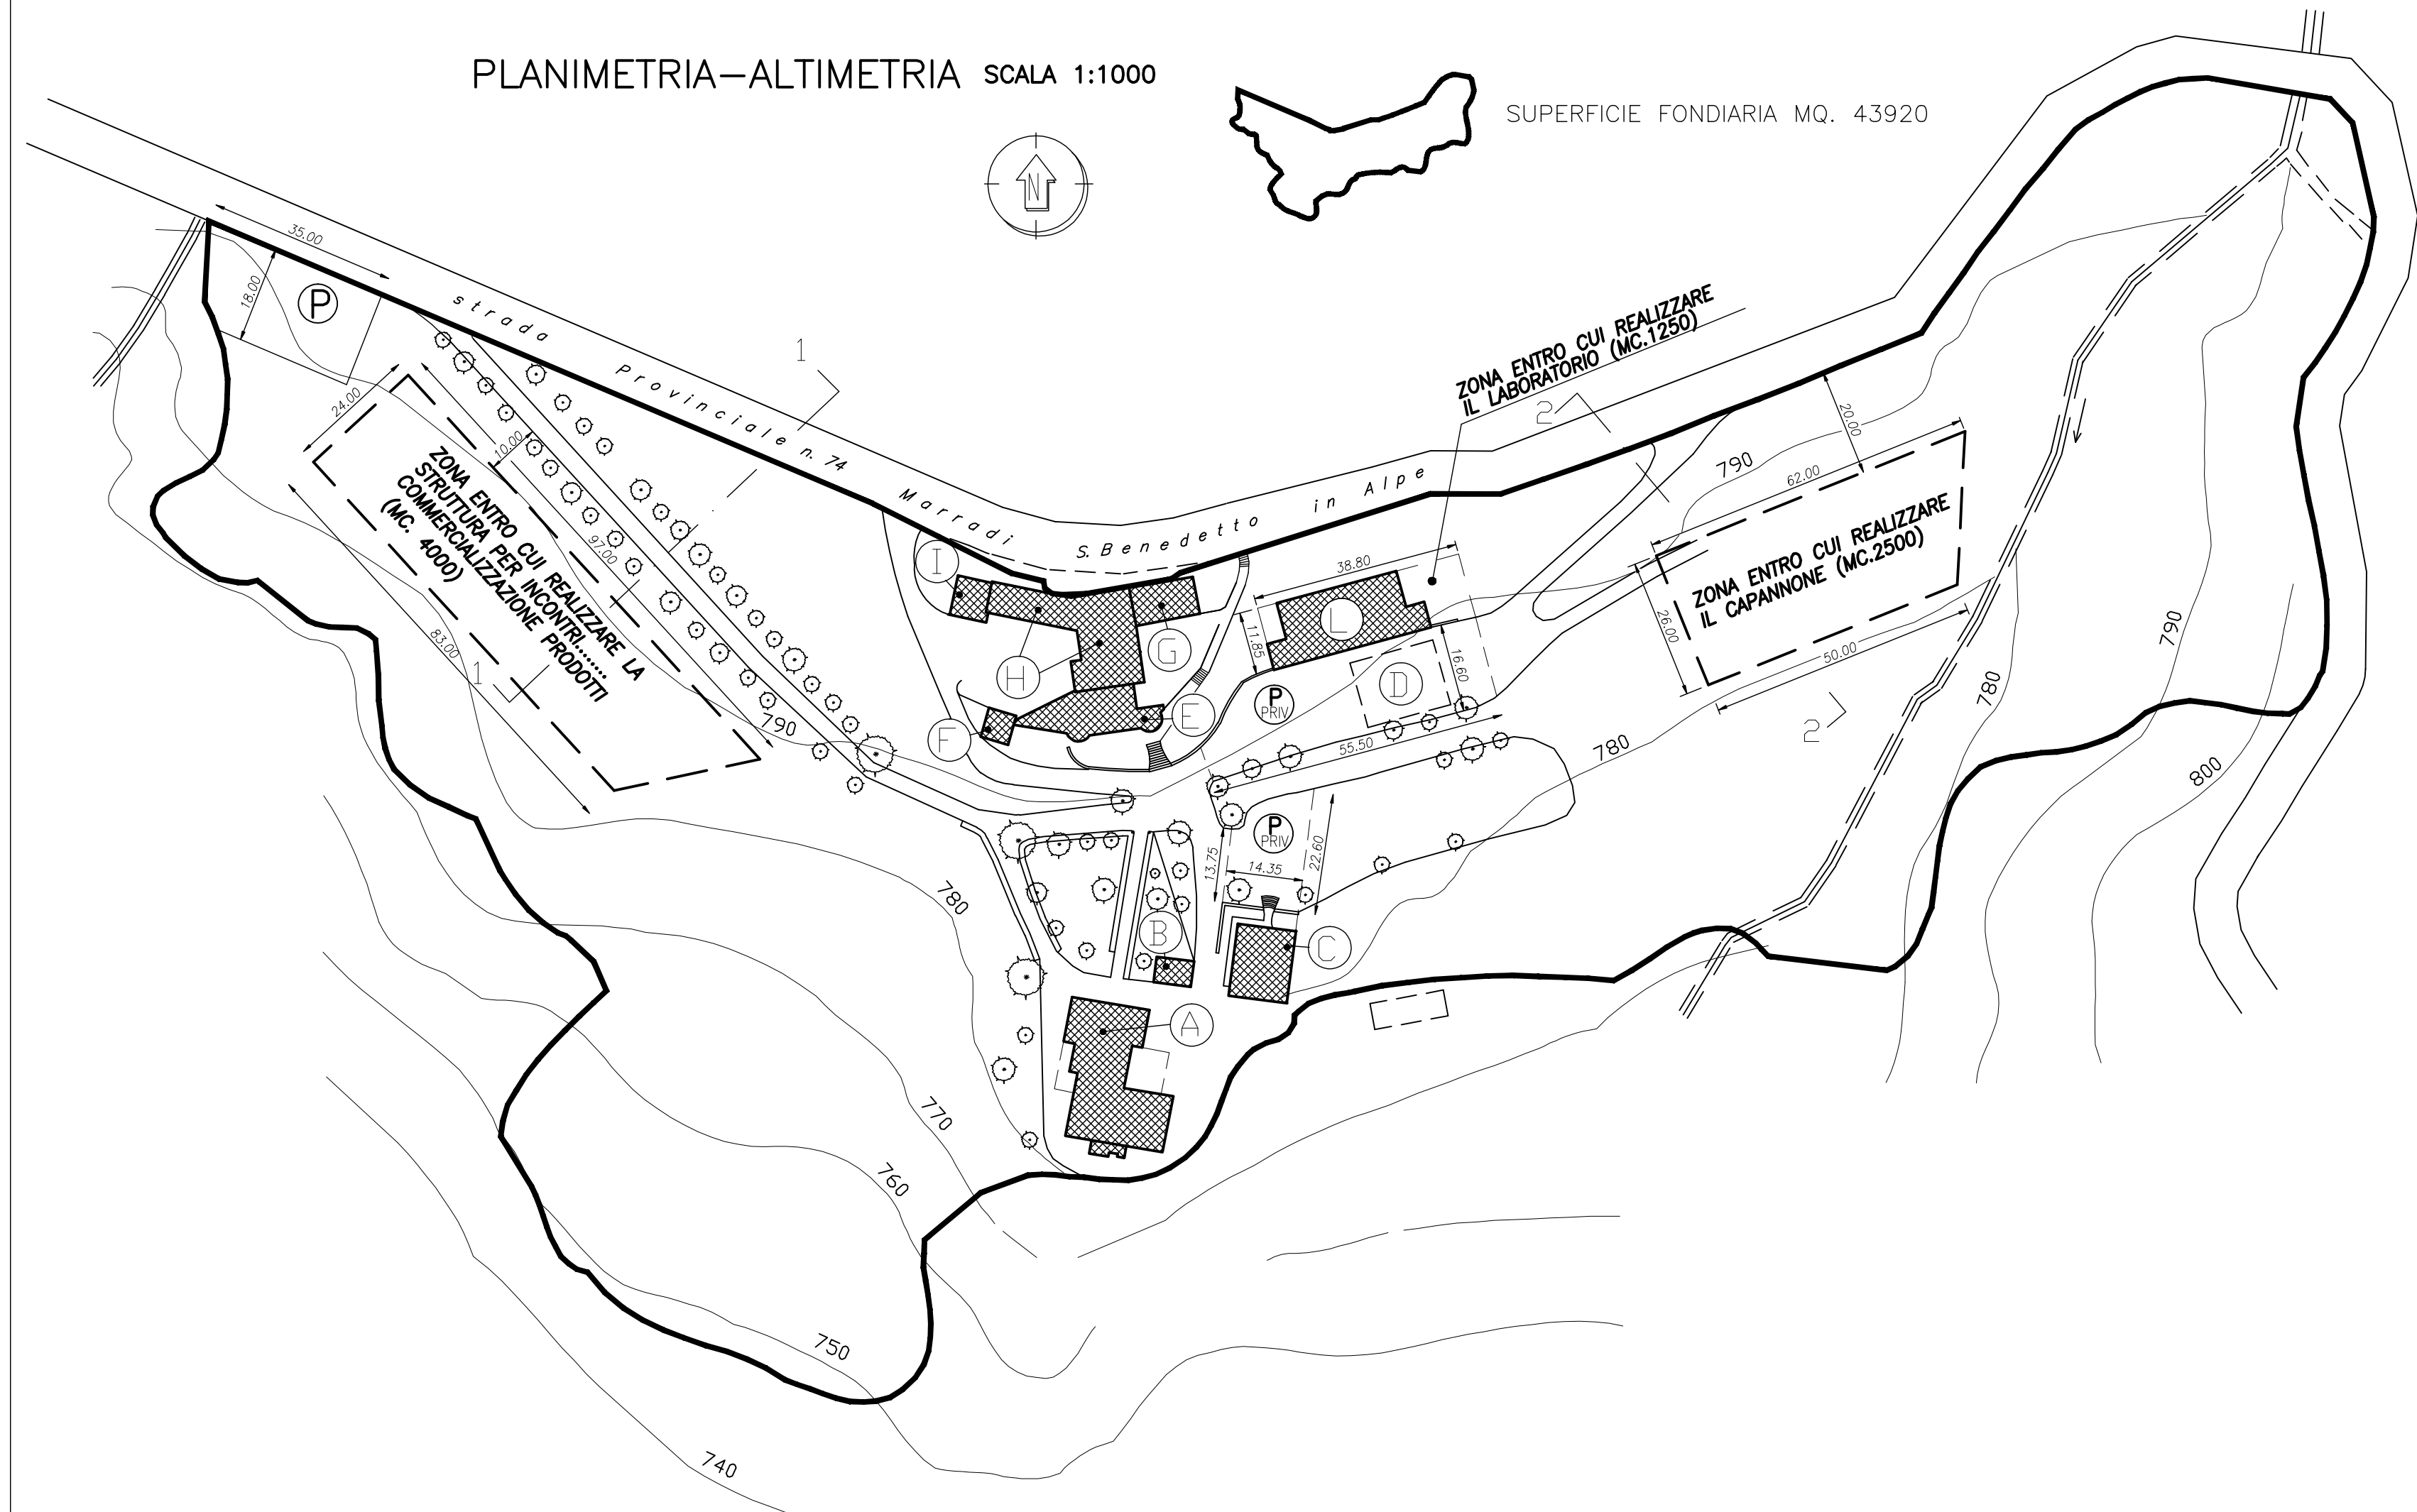 PLANIMETRIA-ALTIMETRIA SCALA 1:1000
SUPERFICIE FONDIARIA MQ. 43920
N
35.00
18.00
P
strada Provinciale n. 74 Marradi S.Benedetto in Alpe
1
24.00
10.00
97.00
83.00
ZONA ENTRO CUI REALIZZARE LA
STRUTTURA PER INCONTRI........
COMMERCIALIZZAZIONE PRODOTTI
(MC. 4000)
1
790
ZONA ENTRO CUI REALIZZARE
IL LABORATORIO (MC.1250)
2
790
20.00
62.00
ZONA ENTRO CUI REALIZZARE
IL CAPANNONE (MC.2500)
26.00
50.00
2
I
H
G
F
E
38.80
11.85
L
16.60
D
P
PRIV
55.50
P
PRIV
13.75
14.35
22.60
B
C
A
780
780
790
800
780
770
760
750
740